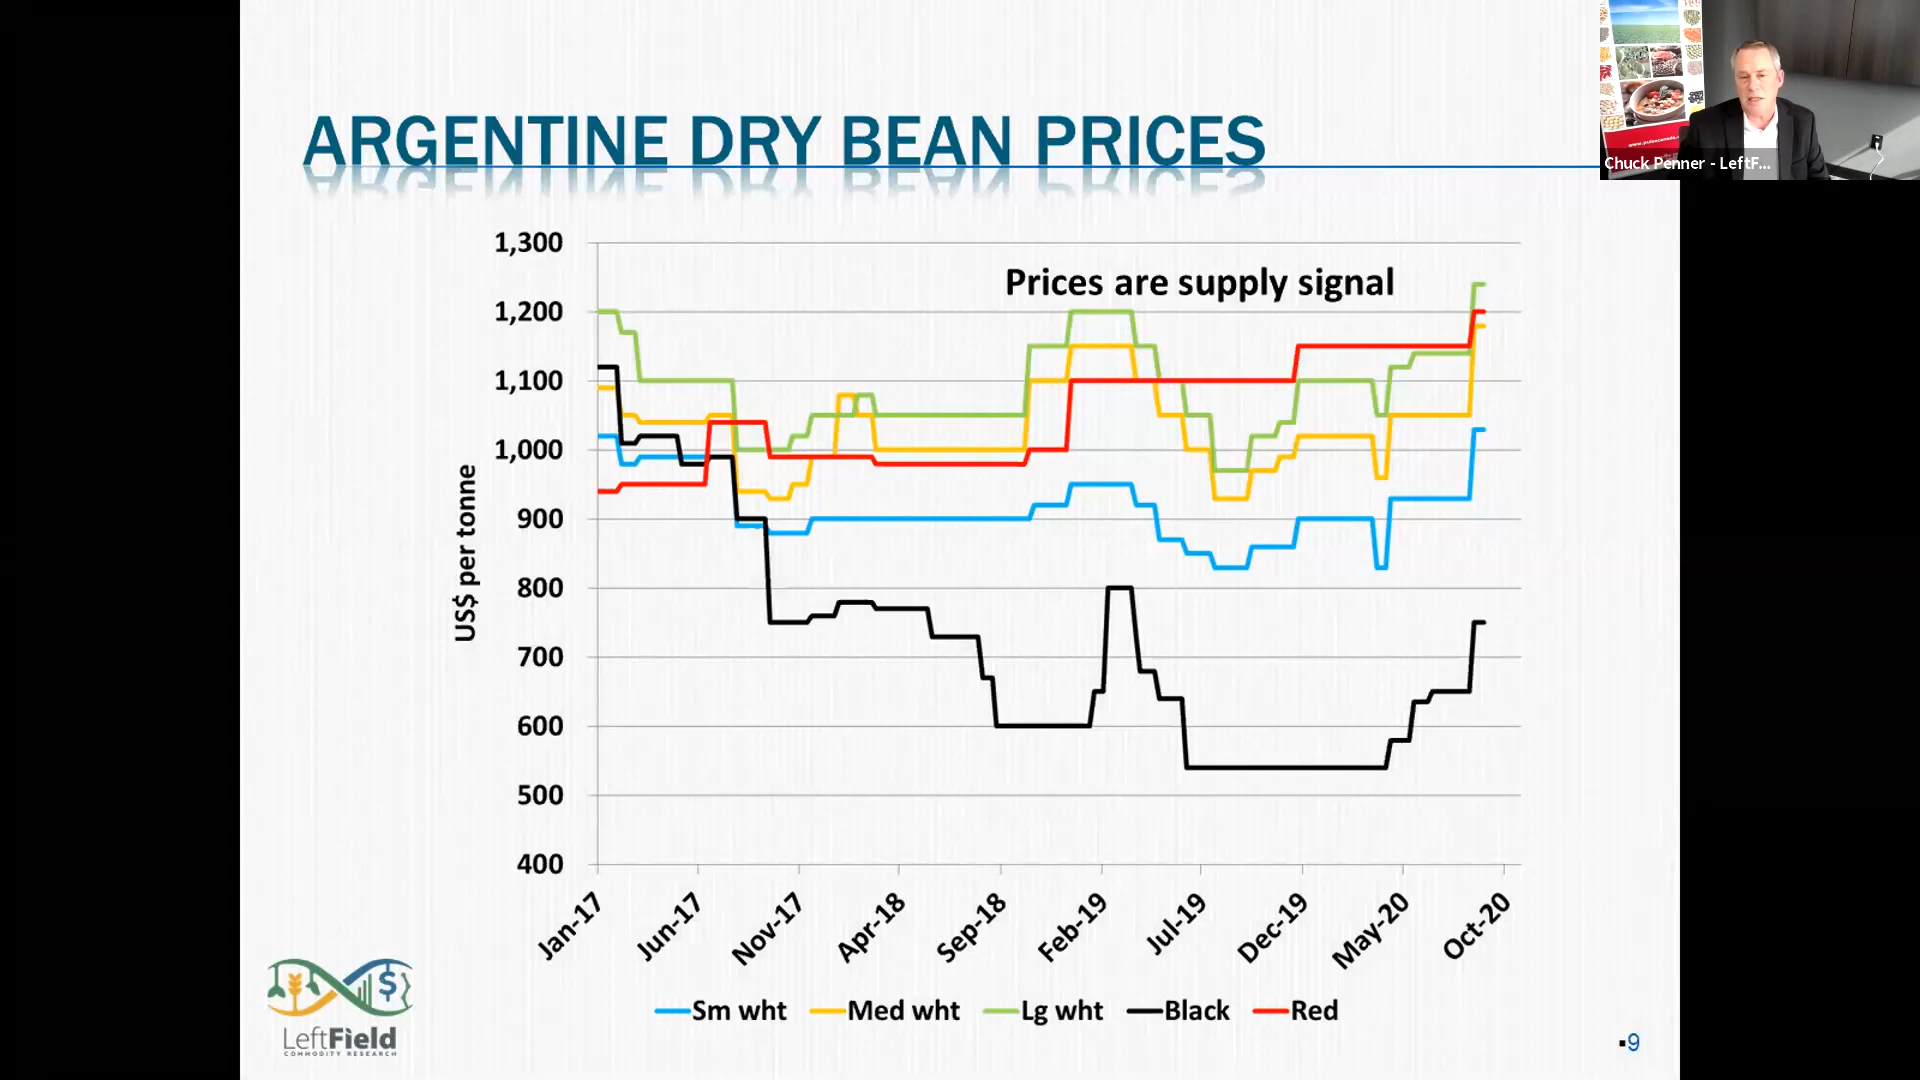 ARGENTINE DRY BEAN PRICES
Chuck Penner - LeftF...
Prices are supply signal
US$ per tonne
1,300
1,200
1,100
1,000
900
800
700
600
500
400
Jan-17
Jun-17
Nov-17
Apr-18
Sep-18
Feb-19
Jul-19
Dec-19
May-20
Oct-20
Sm wht
Med wht
Lg wht
Black
Red
$
LeftField
COMMODITY RESEARCH
▪9